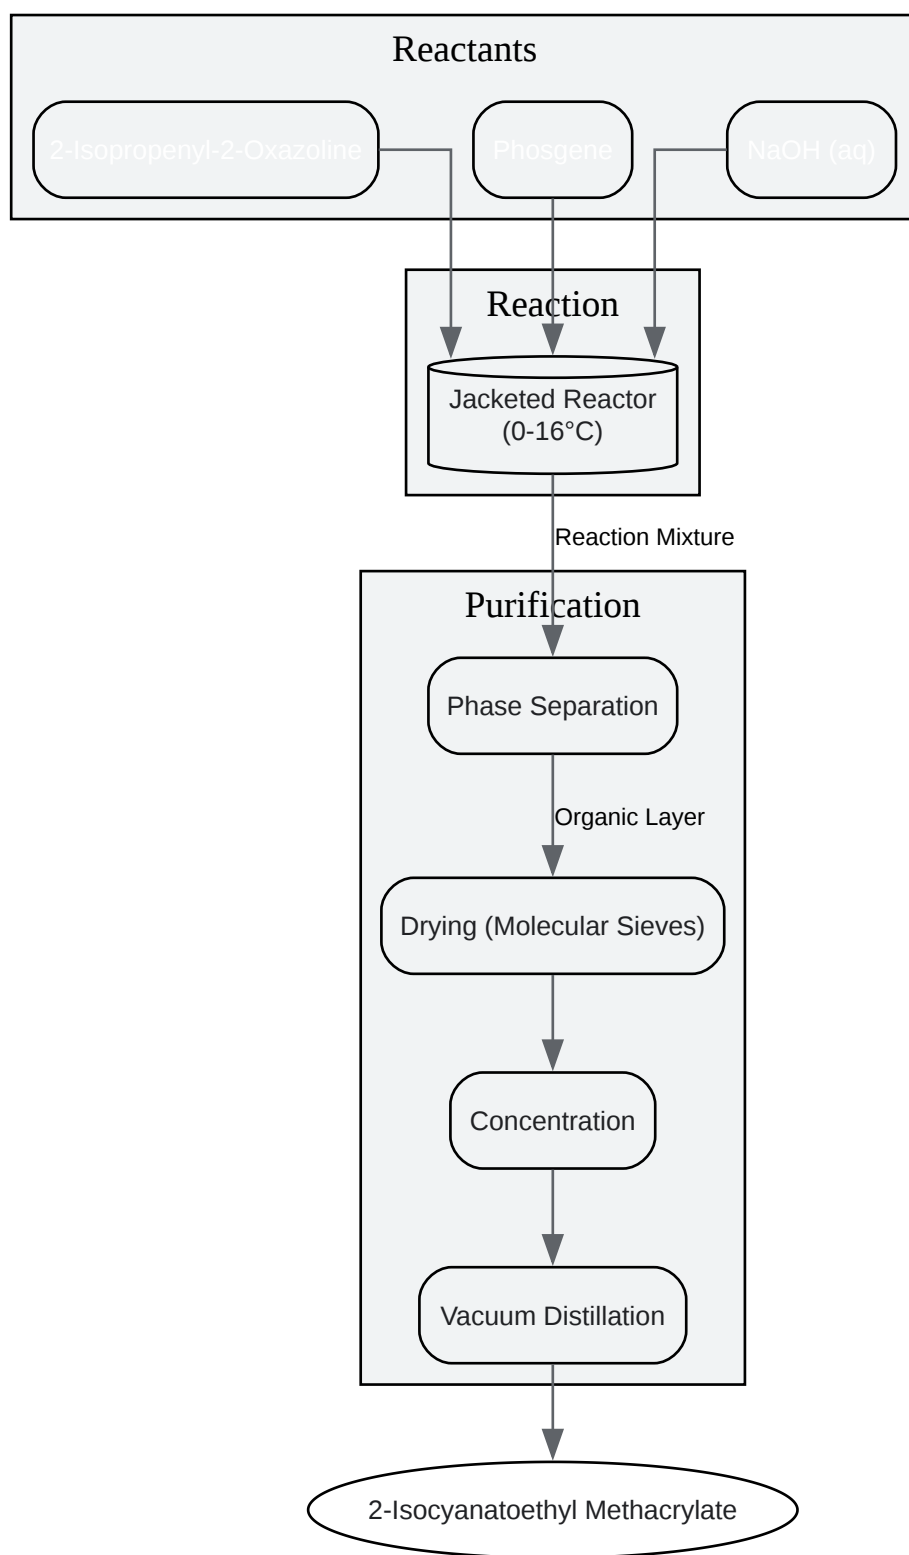 Reactants
2-Isopropenyl-2-Oxazoline
Phosgene
NaOH (aq)
Reaction
Jacketed Reactor
(0-16°C)
Reaction Mixture
Purification
Phase Separation
Organic Layer
Drying (Molecular Sieves)
Concentration
Vacuum Distillation
2-Isocyanatoethyl Methacrylate